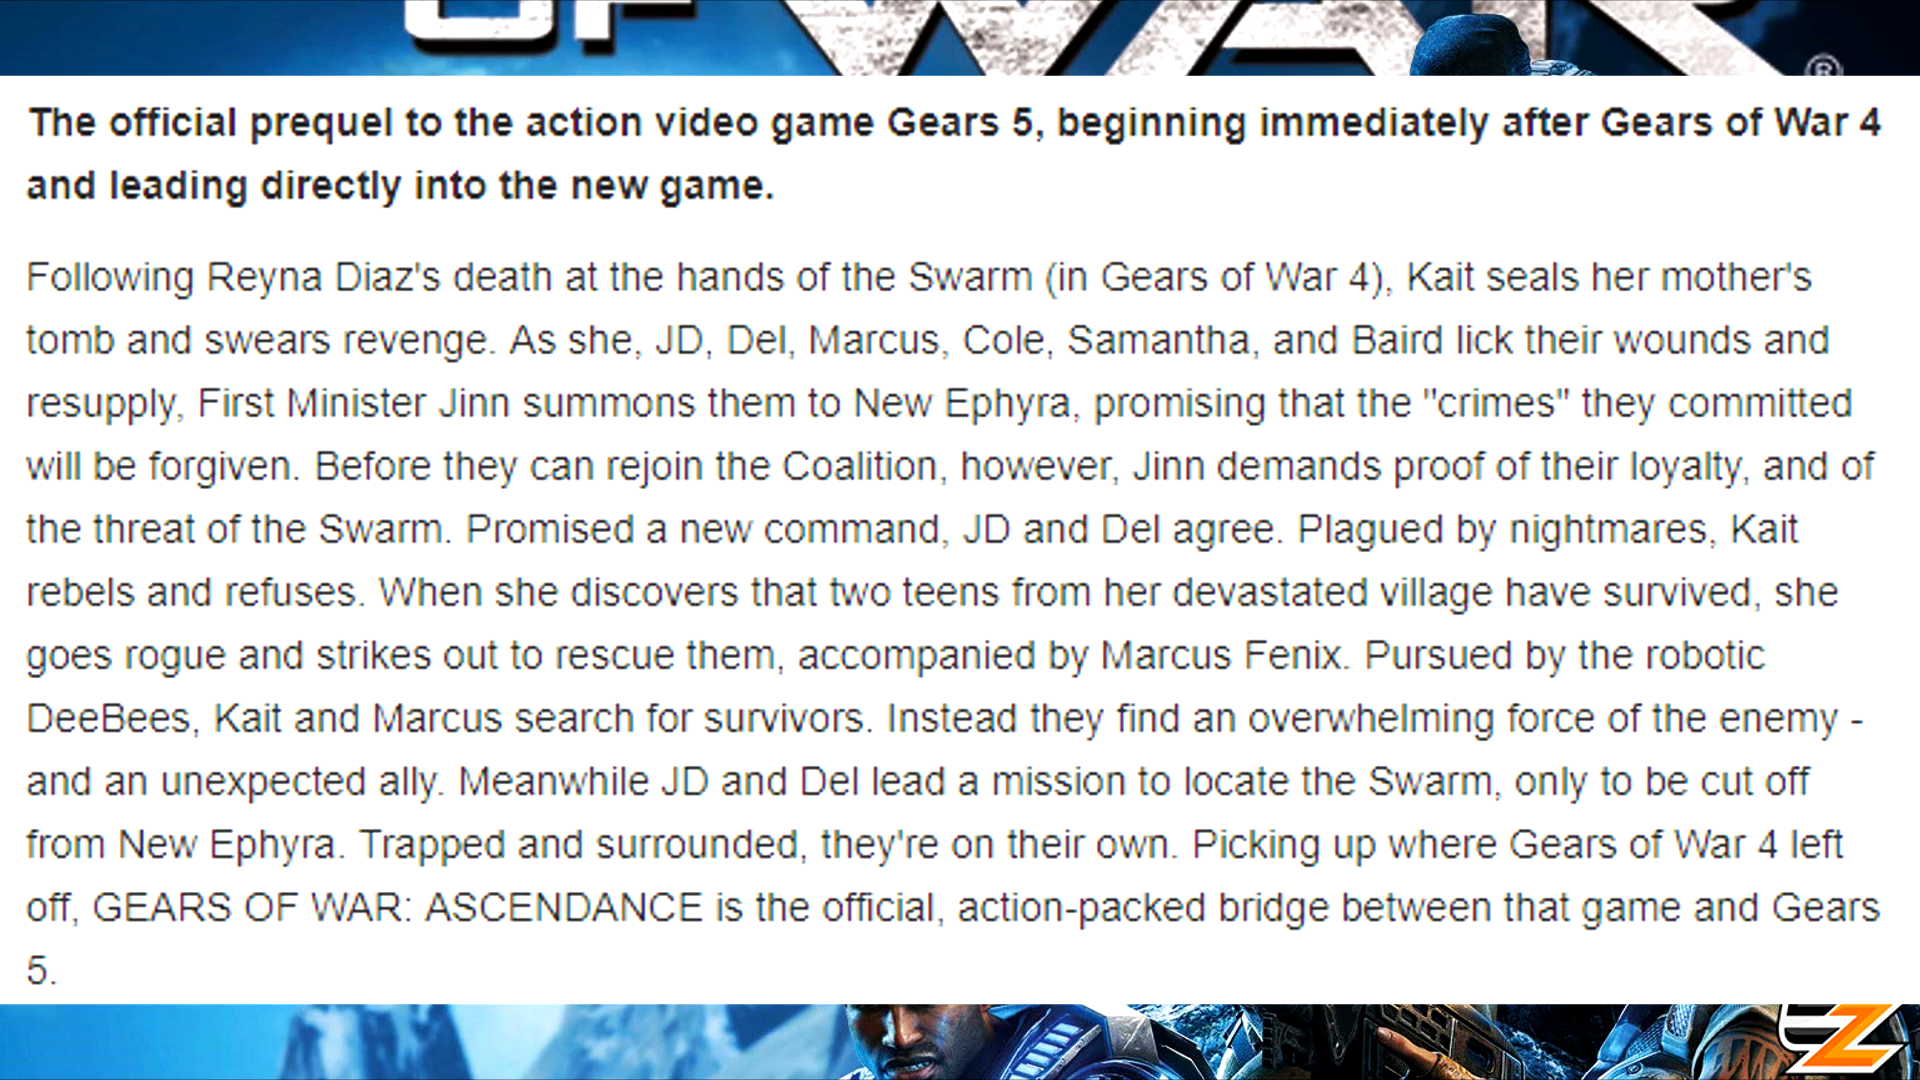 OF WAR®
The official prequel to the action video game Gears 5, beginning immediately after Gears of War 4
and leading directly into the new game.
Following Reyna Diaz's death at the hands of the Swarm (in Gears of War 4), Kait seals her mother's
tomb and swears revenge. As she, JD, Del, Marcus, Cole, Samantha, and Baird lick their wounds and
resupply, First Minister Jinn summons them to New Ephyra, promising that the "crimes" they committed
will be forgiven. Before they can rejoin the Coalition, however, Jinn demands proof of their loyalty, and of
the threat of the Swarm. Promised a new command, JD and Del agree. Plagued by nightmares, Kait
rebels and refuses. When she discovers that two teens from her devastated village have survived, she
goes rogue and strikes out to rescue them, accompanied by Marcus Fenix. Pursued by the robotic
DeeBees, Kait and Marcus search for survivors. Instead they find an overwhelming force of the enemy -
and an unexpected ally. Meanwhile JD and Del lead a mission to locate the Swarm, only to be cut off
from New Ephyra. Trapped and surrounded, they're on their own. Picking up where Gears of War 4 left
off, GEARS OF WAR: ASCENDANCE is the official, action-packed bridge between that game and Gears
5.
EZ